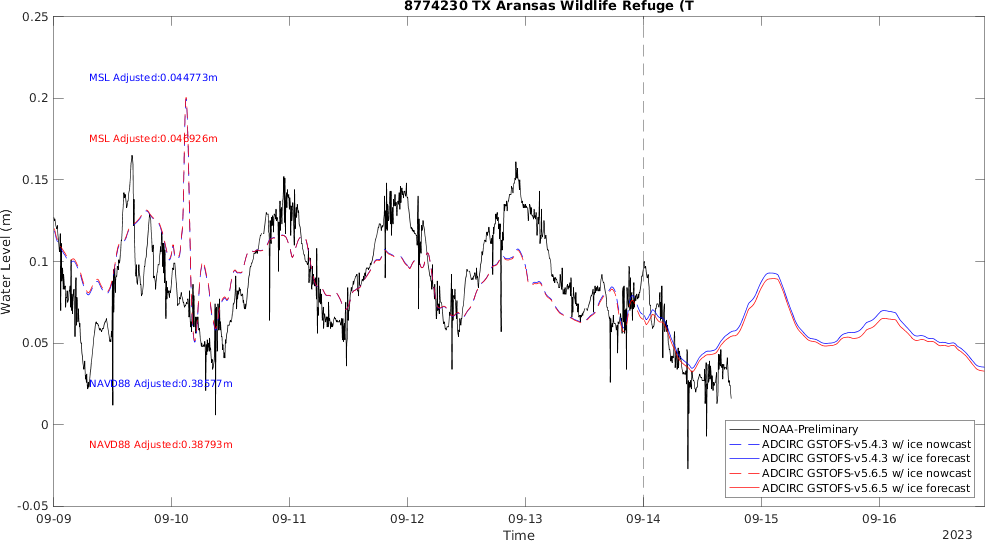 8774230 TX Aransas Wildlife Refuge (T
0.25
0.2
0.15
0.1
0.05
0
-0.05
Water Level (m)
MSL Adjusted:0.044773m
MSL Adjusted:0.046926m
NAVD88 Adjusted:0.38577m
NAVD88 Adjusted:0.38793m
NOAA-Preliminary
ADCIRC GSTOFS-v5.4.3 w/ ice nowcast
ADCIRC GSTOFS-v5.4.3 w/ ice forecast
ADCIRC GSTOFS-v5.6.5 w/ ice nowcast
ADCIRC GSTOFS-v5.6.5 w/ ice forecast
09-09 09-10 09-11 09-12 09-13 09-14 09-15 09-16
Time
2023